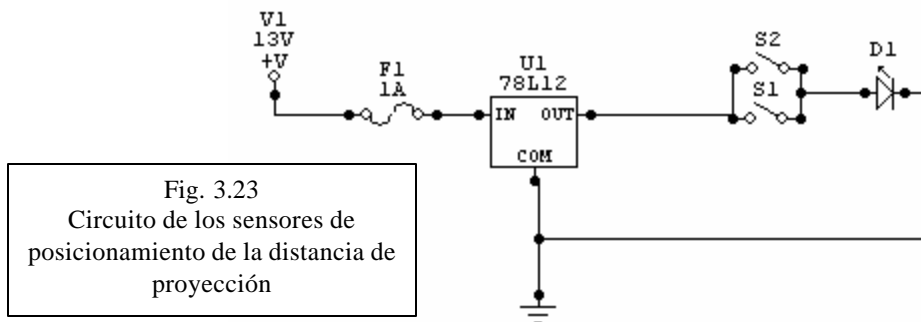 V1
13V
+V
F1
1A
U1
78L12
IN OUT
COM
S2
S1
D1
Fig. 3.23
Circuito de los sensores de
posicionamiento de la distancia de
proyección